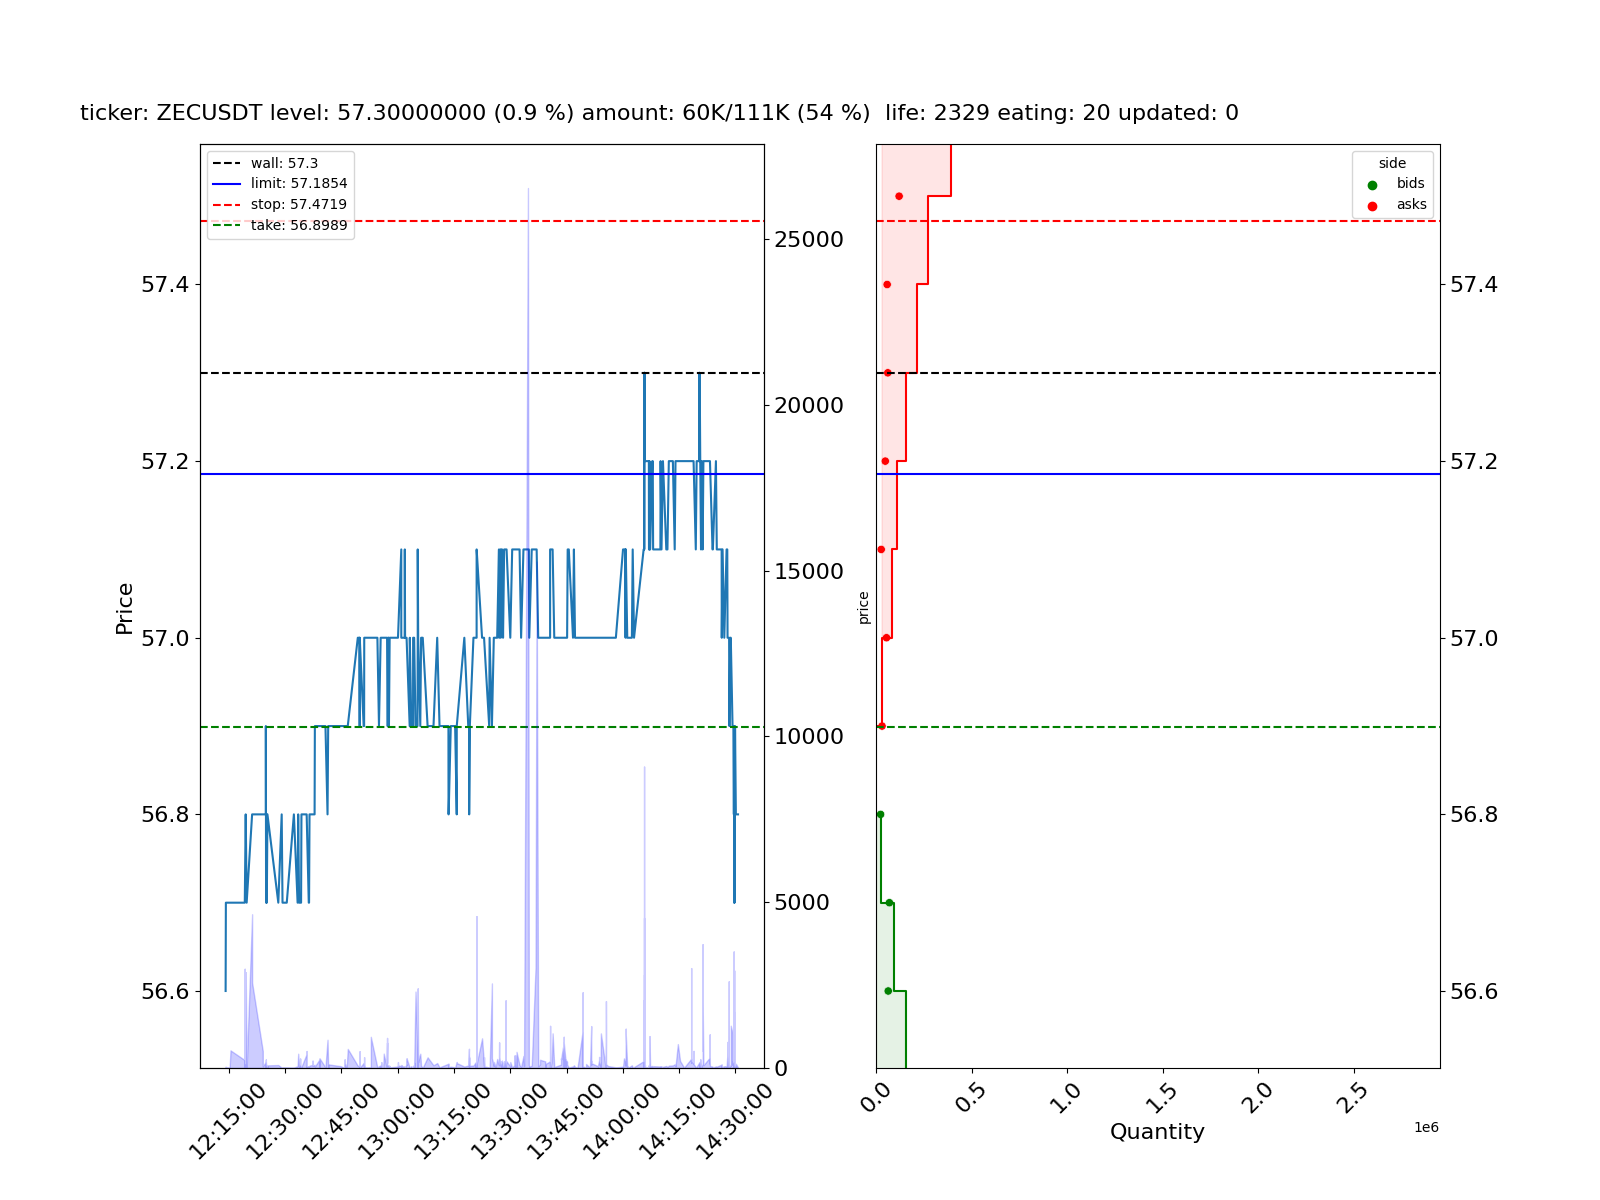 ticker: ZECUSDT level: 57.30000000 (0.9 %) amount: 60K/111K (54 %)  life: 2329 eating: 20 updated: 0
wall: 57.3
limit: 57.1854
stop: 57.4719
take: 56.8989
57.4
57.2
57.0
56.8
56.6
Price
25000
20000
15000
10000
5000
0
12:15:00
12:30:00
12:45:00
13:00:00
13:15:00
13:30:00
13:45:00
14:00:00
14:15:00
14:30:00
side
bids
asks
price
57.4
57.2
57.0
56.8
56.6
0.0
0.5
1.0
1.5
2.0
2.5
1e6
Quantity